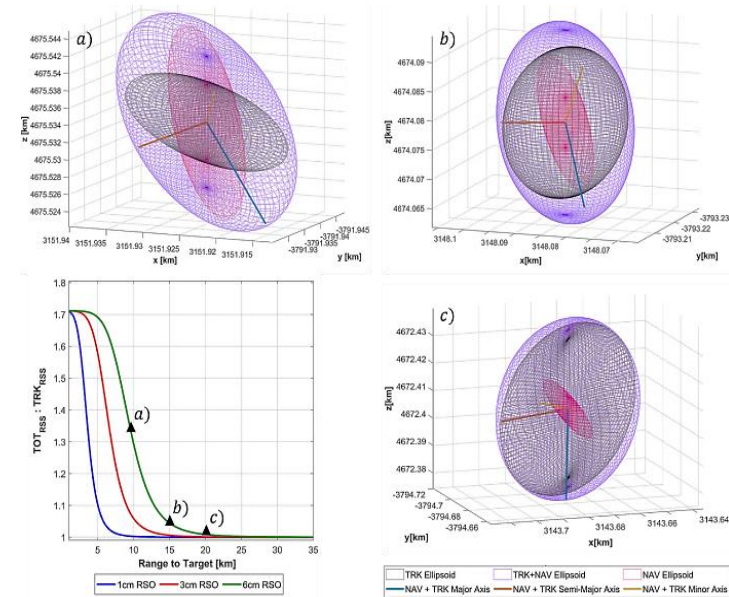 a)
4675.544
4675.542
4675.54
4675.538
4675.536
4675.534
4675.532
4675.53
4675.528
4675.526
4675.524
z [km]
3151.94
3151.935
3151.93
3151.925
3151.92
3151.915
x [km]
-3791.93
-3791.935
-3791.94
-3791.945
y [km]
b)
4674.09
4674.085
4674.08
4674.075
4674.07
4674.065
z [km]
3148.1
3148.09
3148.08
3148.07
x[km]
-3793.21
-3793.22
-3793.23
y[km]
1.8
1.7
1.6
1.5
1.4
1.3
1.2
1.1
1
TOT_RSS : TRK_RSS
a)
b)
c)
5 10 15 20 25 30 35
Range to Target [km]
1cm RSO 3cm RSO 6cm RSO
c)
4672.43
4672.42
4672.41
4672.4
4672.39
4672.38
z[km]
-3794.72
-3794.7
-3794.68
-3794.66
y[km]
3143.7
3143.68
3143.66
3143.64
x[km]
TRK Ellipsoid TRK+NAV Ellipsoid NAV Ellipsoid
NAV + TRK Major Axis NAV + TRK Semi-Major Axis NAV + TRK Minor Axis